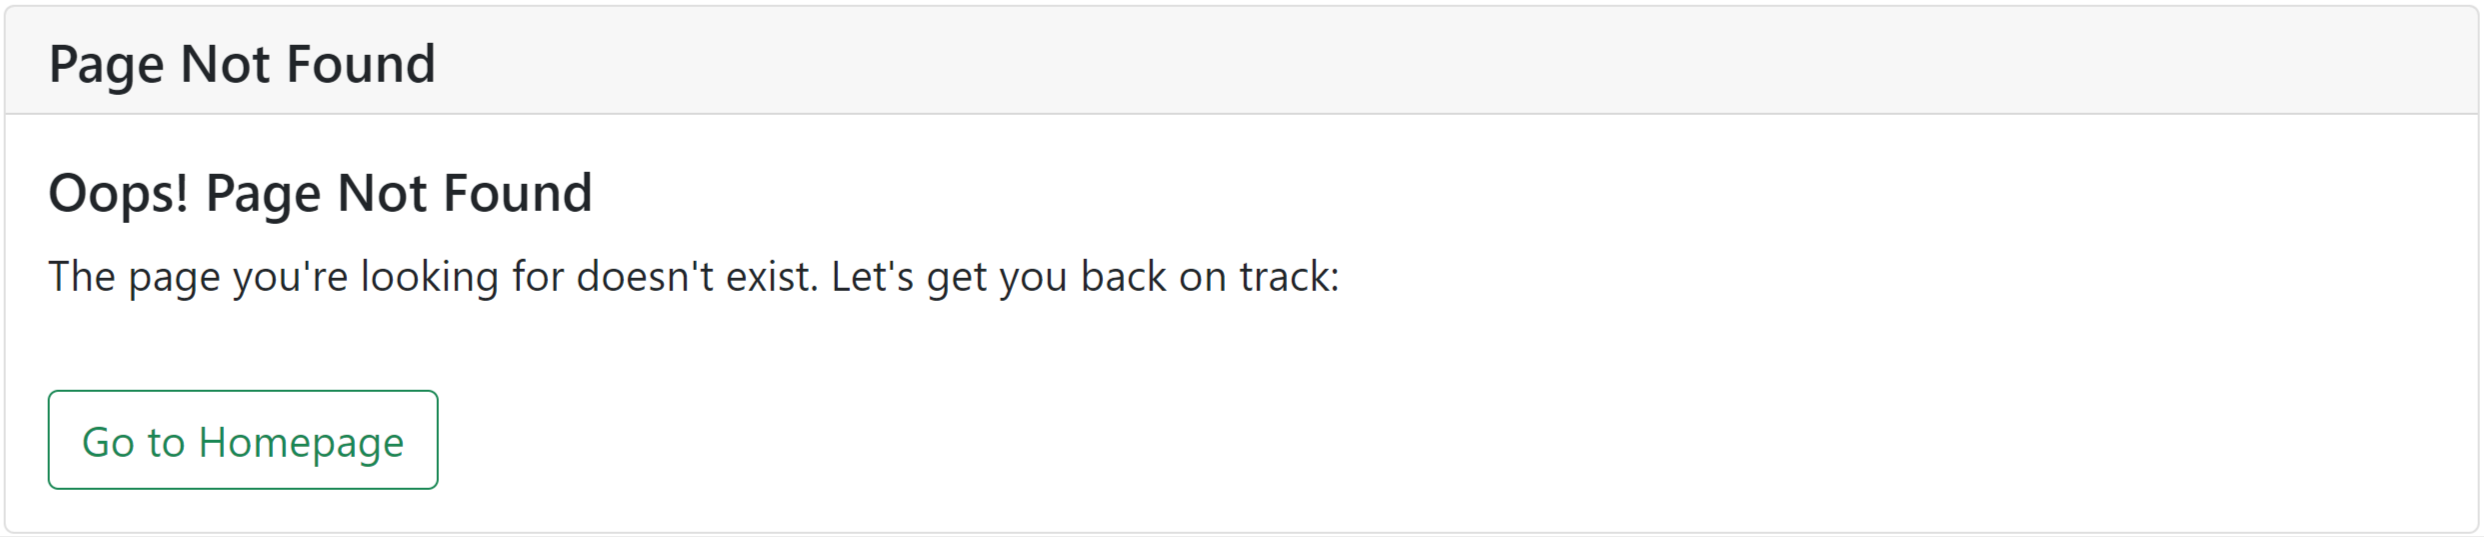 Page Not Found
Oops! Page Not Found
The page you're looking for doesn't exist. Let's get you back on track:
Go to Homepage